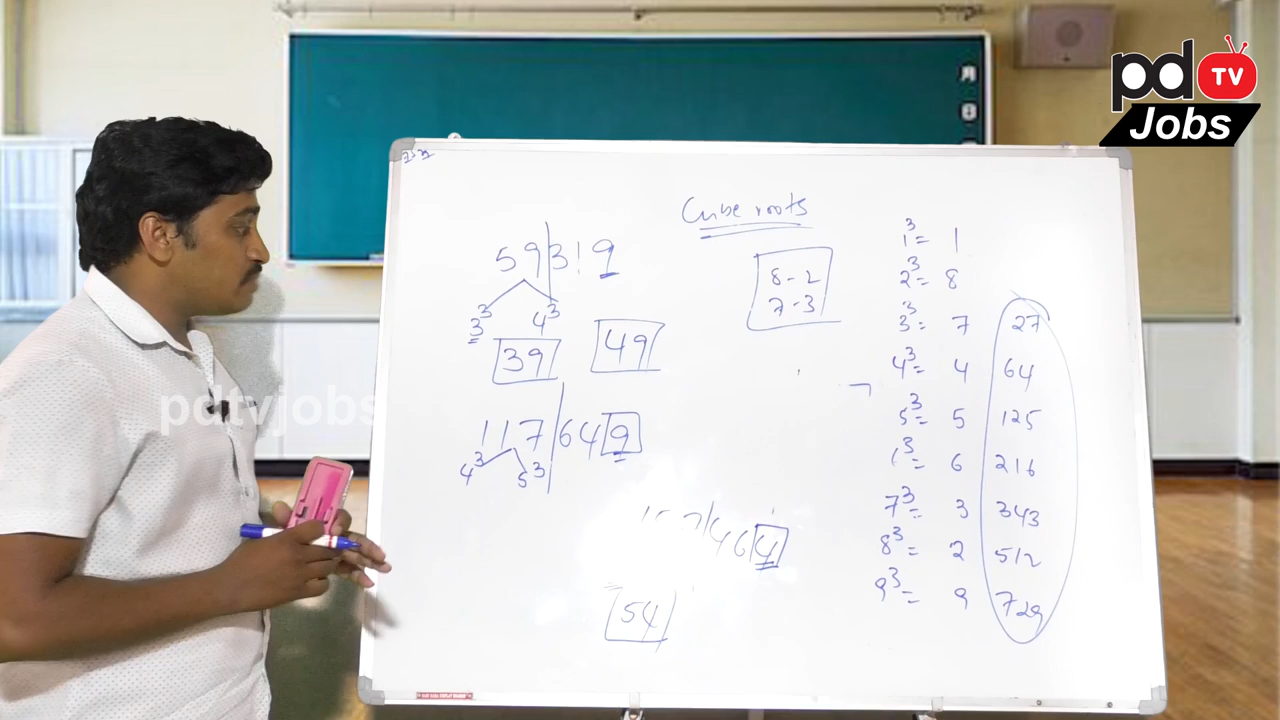 pd TV
Jobs
Cube roots
59319
3³ 4³
39
49
117649
4³ 5³
8-2
7-3
464
54
1³= 1
2³= 8
3³= 7 27
4³= 4 64
5³= 5 125
³= 6 216
7³= 3 343
8³= 2 512
9³= 9 729
pdtvjobs